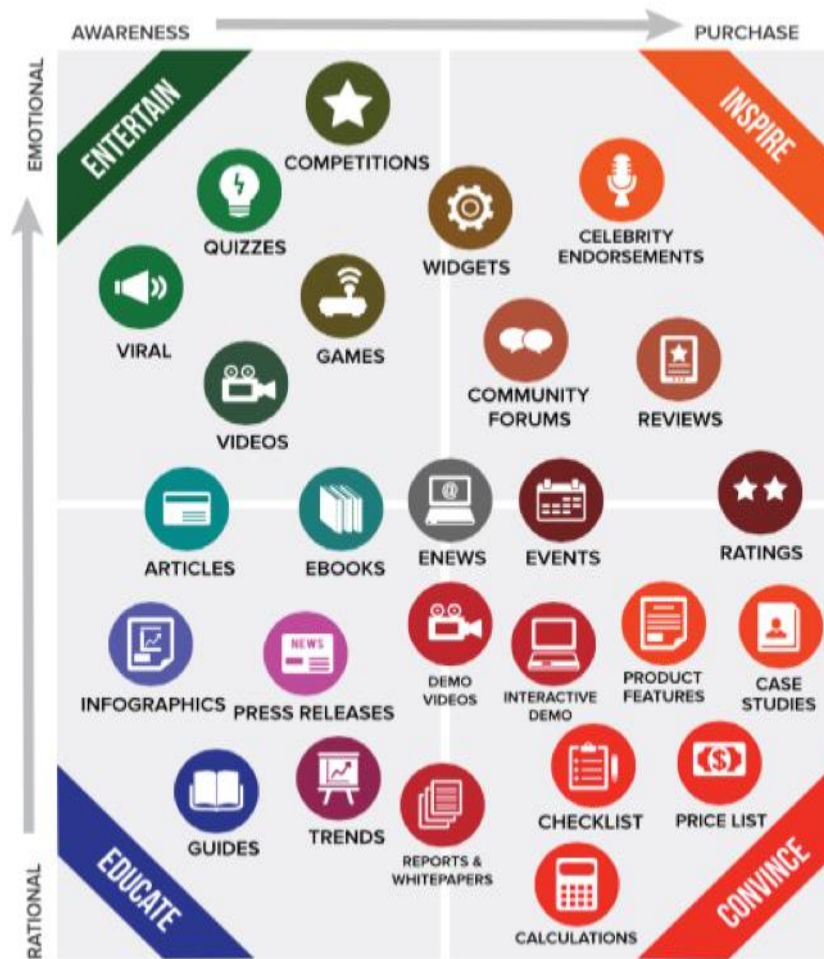 AWARENESS
PURCHASE
EMOTIONAL
RATIONAL
ENTERTAIN
INSPIRE
COMPETITIONS
QUIZZES
WIDGETS
CELEBRITY
ENDORSEMENTS
VIRAL
GAMES
VIDEOS
COMMUNITY
FORUMS
REVIEWS
ARTICLES
EBOOKS
@
ENEWS
EVENTS
RATINGS
INFOGRAPHICS
NEWS
PRESS RELEASES
DEMO
VIDEOS
INTERACTIVE
DEMO
PRODUCT
FEATURES
CASE
STUDIES
GUIDES
TRENDS
REPORTS &
WHITEPAPERS
CHECKLIST
$
PRICE LIST
CALCULATIONS
EDUCATE
CONVINCE